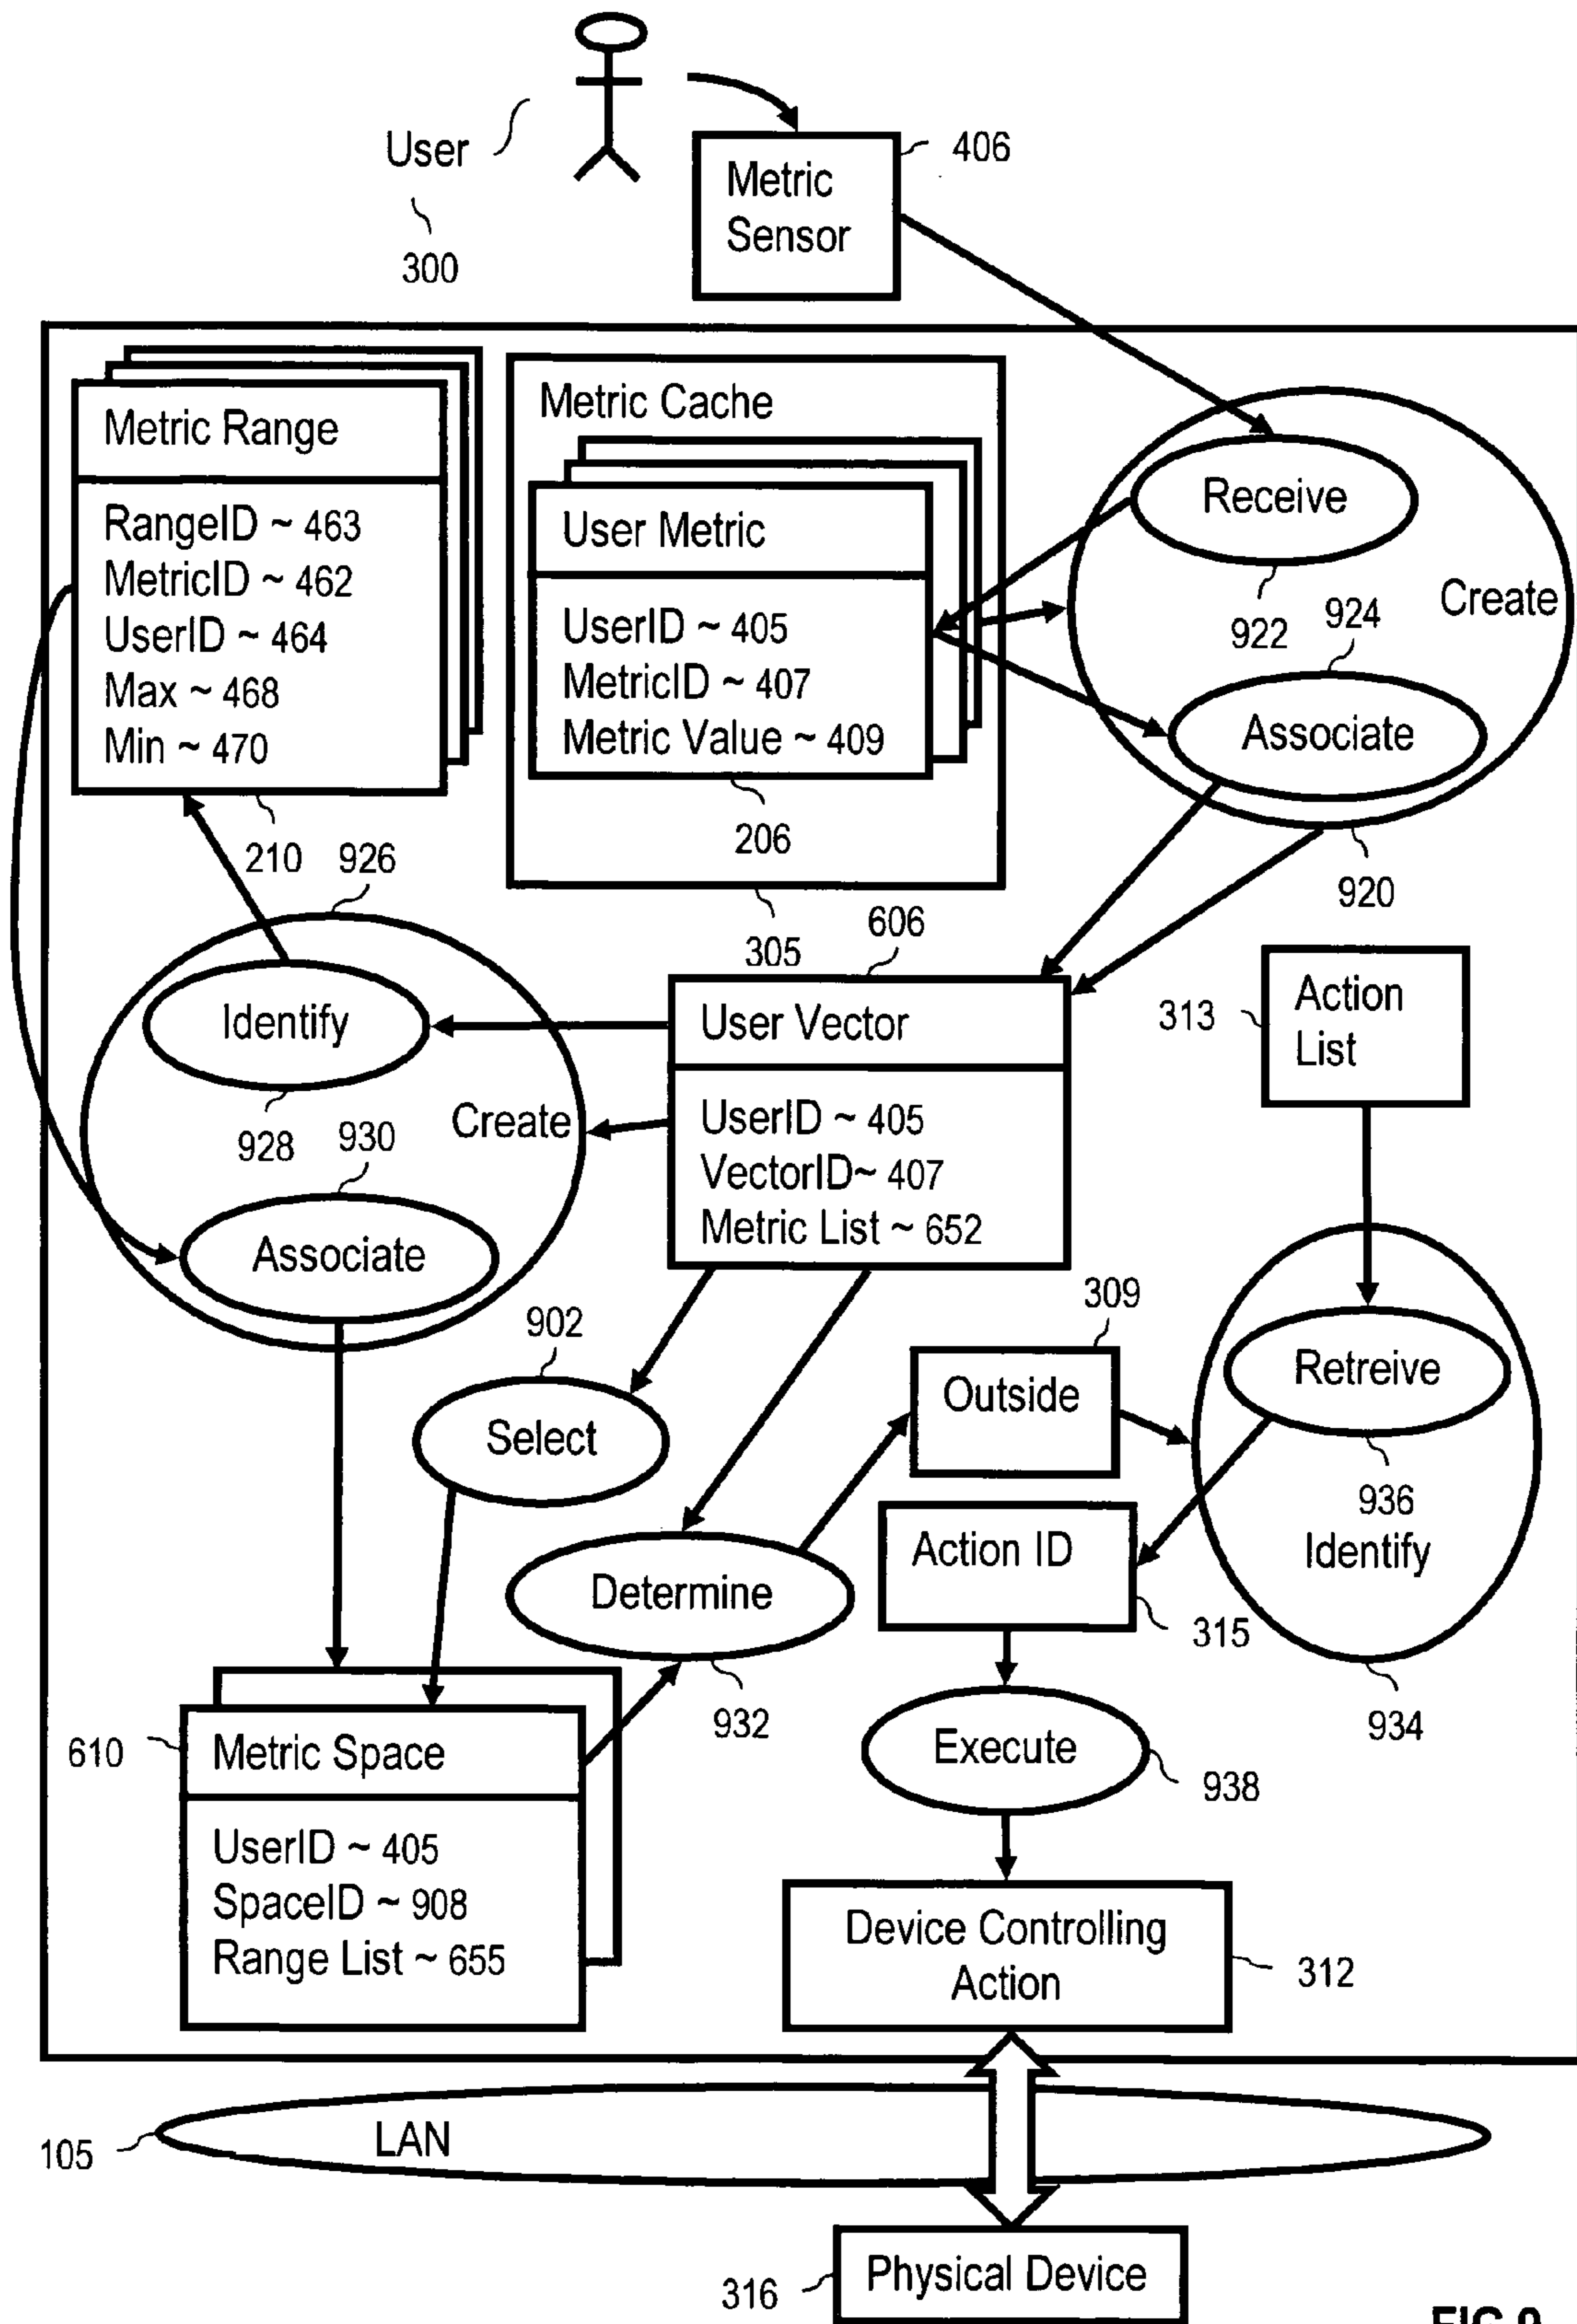 User
300
Metric
Sensor
406
Metric Range
RangeID ~ 463
MetricID ~ 462
UserID ~ 464
Max ~ 468
Min ~ 470
210
Metric Cache
User Metric
UserID ~ 405
MetricID ~ 407
Metric Value ~ 409
206
305
Receive
922
924
Create
Associate
920
926
Identify
928
Create
930
Associate
606
User Vector
UserID ~ 405
VectorID~ 407
Metric List ~ 652
313
Action
List
902
Select
309
Outside
Retreive
936
Identify
934
Determine
932
Action ID
315
Execute
938
610
Metric Space
UserID ~ 405
SpaceID ~ 908
Range List ~ 655
Device Controlling
Action
312
105
LAN
316
Physical Device
FIG.9